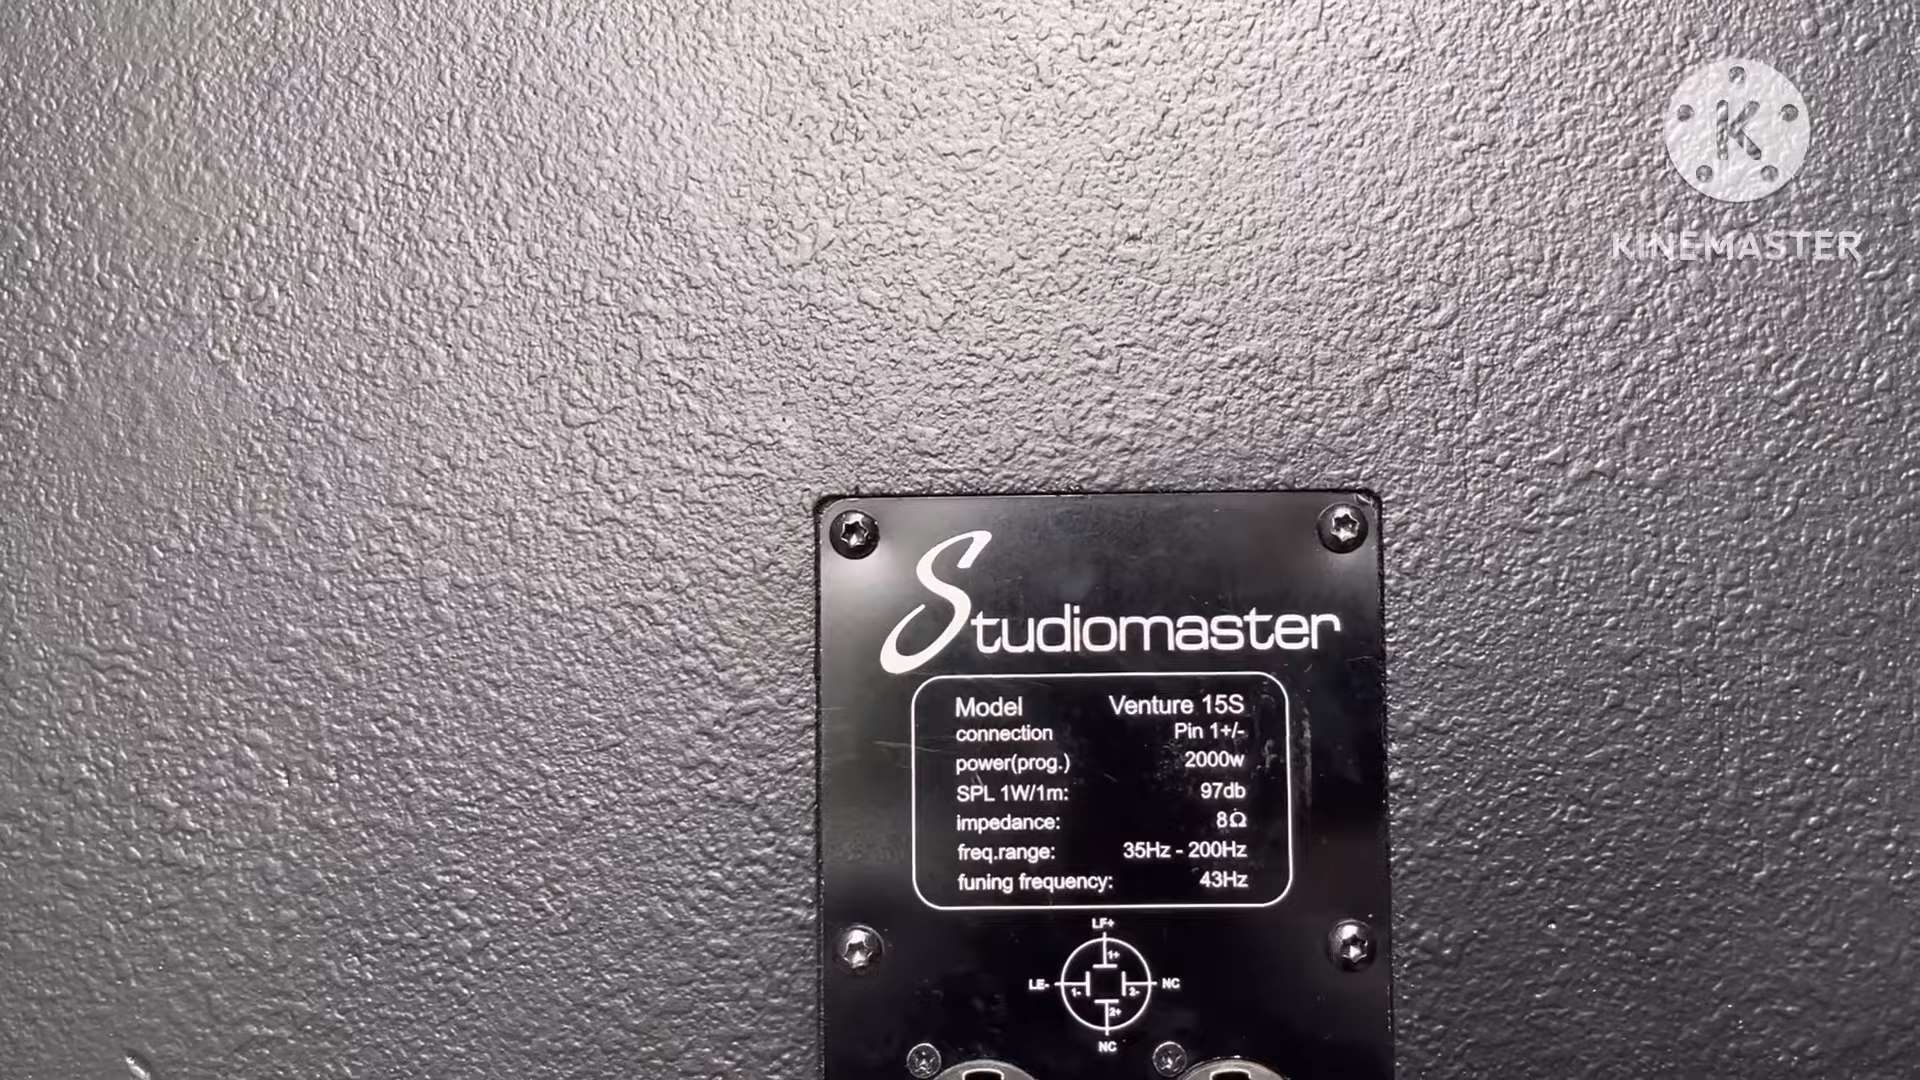 KINEMASTER
Studiomaster
Model Venture 15S
connection Pin 1+/-
power(prog.) 2000w
SPL 1W/1m: 97db
impedance: 8Ω
freq.range: 35Hz - 200Hz
funing frequency: 43Hz
LF+
1+
LE- 1- 2- NC
2+
NC